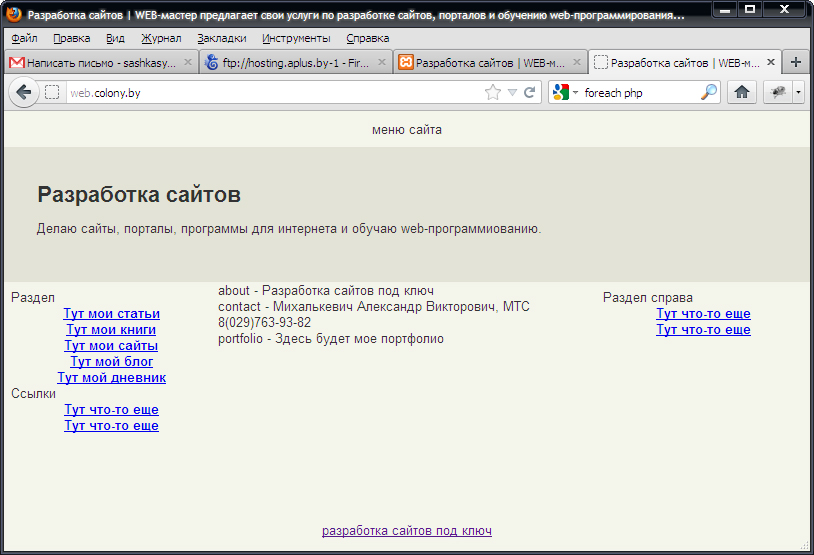 Разработка сайтов | WEB-мастер предлагает свои услуги по разработке сайтов, порталов и обучению web-программирования...
Файл Правка Вид Журнал Закладки Инструменты Справка
Написать письмо - sashkasy... ftp://hosting.aplus.by-1 - Fir... Разработка сайтов | WEB-м... Разработка сайтов | WEB-м...
web.colony.by foreach php
меню сайта
Разработка сайтов
Делаю сайты, порталы, программы для интернета и обучаю web-программиованию.
Раздел
Тут мои статьи
Тут мои книги
Тут мои сайты
Тут мой блог
Тут мой дневник
Ссылки
Тут что-то еще
Тут что-то еще
about - Разработка сайтов под ключ
contact - Михалькевич Александр Викторович, МТС
8(029)763-93-82
portfolio - Здесь будет мое портфолио
Раздел справа
Тут что-то еще
Тут что-то еще
разработка сайтов под ключ